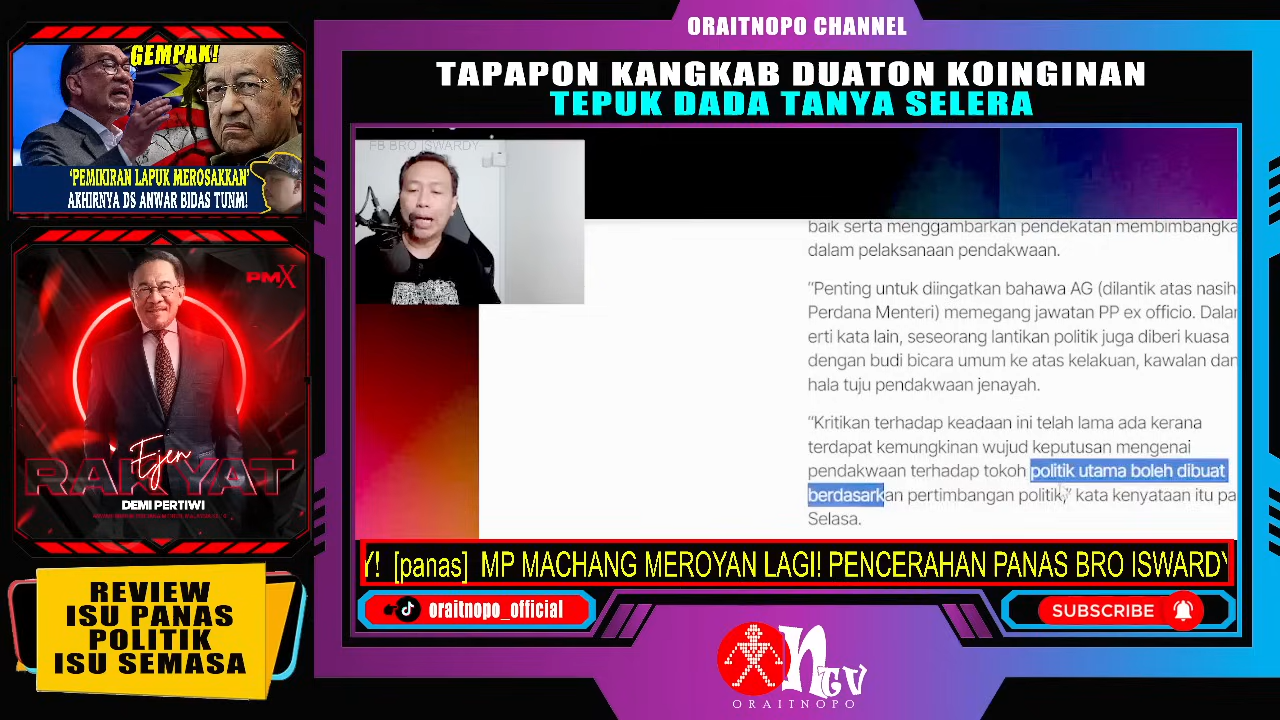 ORAITNOPO CHANNEL
TAPAPON KANGKAB DUATON KOINGINAN
TEPUK DADA TANYA SELERA
GEMPAK!
'PEMIKIRAN LAPUK MEROSAKKAN'
AKHIRNYA DS ANWAR BIDAS TUNM!
PMX
Ejen
RAKYAT
DEMI PERTIWI
REVIEW
ISU PANAS
POLITIK
ISU SEMASA
FB BRO ISWARDY
baik serta menggambarkan pendekatan membimbangka
dalam pelaksanaan pendakwaan.
"Penting untuk diingatkan bahawa AG (dilantik atas nasih
Perdana Menteri) memegang jawatan PP ex officio. Dalam
erti kata lain, seseorang lantikan politik juga diberi kuasa
dengan budi bicara umum ke atas kelakuan, kawalan dan
hala tuju pendakwaan jenayah.
"Kritikan terhadap keadaan ini telah lama ada kerana
terdapat kemungkinan wujud keputusan mengenai
pendakwaan terhadap tokoh politik utama boleh dibuat
berdasarkan pertimbangan politik," kata kenyataan itu pa
Selasa.
Y! [panas] MP MACHANG MEROYAN LAGI! PENCERAHAN PANAS BRO ISWARDY
oraitnopo_official
SUBSCRIBE
nTV
ORAITNOPO